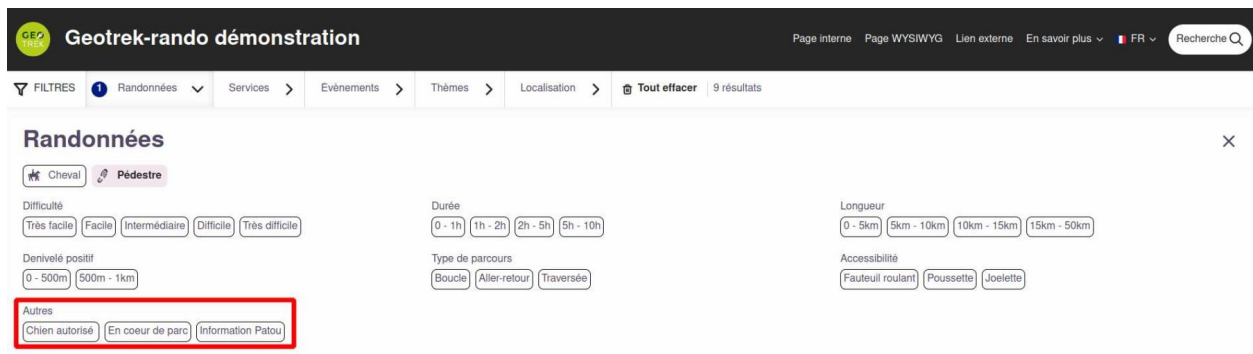 GEO TREK Geotrek-rando démonstration Page interne Page WYSIWYG Lien externe En savoir plus FR Recherche
FILTRES 1 Randonnées Services Evènements Thèmes Localisation Tout effacer 9 résultats
Randonnées
Cheval Pédestre
Difficulté Durée Longueur
Très facile Facile Intermédiaire Difficile Très difficile 0 - 1h 1h - 2h 2h - 5h 5h - 10h 0 - 5km 5km - 10km 10km - 15km 15km - 50km
Denivelé positif Type de parcours Accessibilité
0 - 500m 500m - 1km Boucle Aller-retour Traversée Fauteuil roulant Poussette Joelette
Autres
Chien autorisé En coeur de parc Information Patou